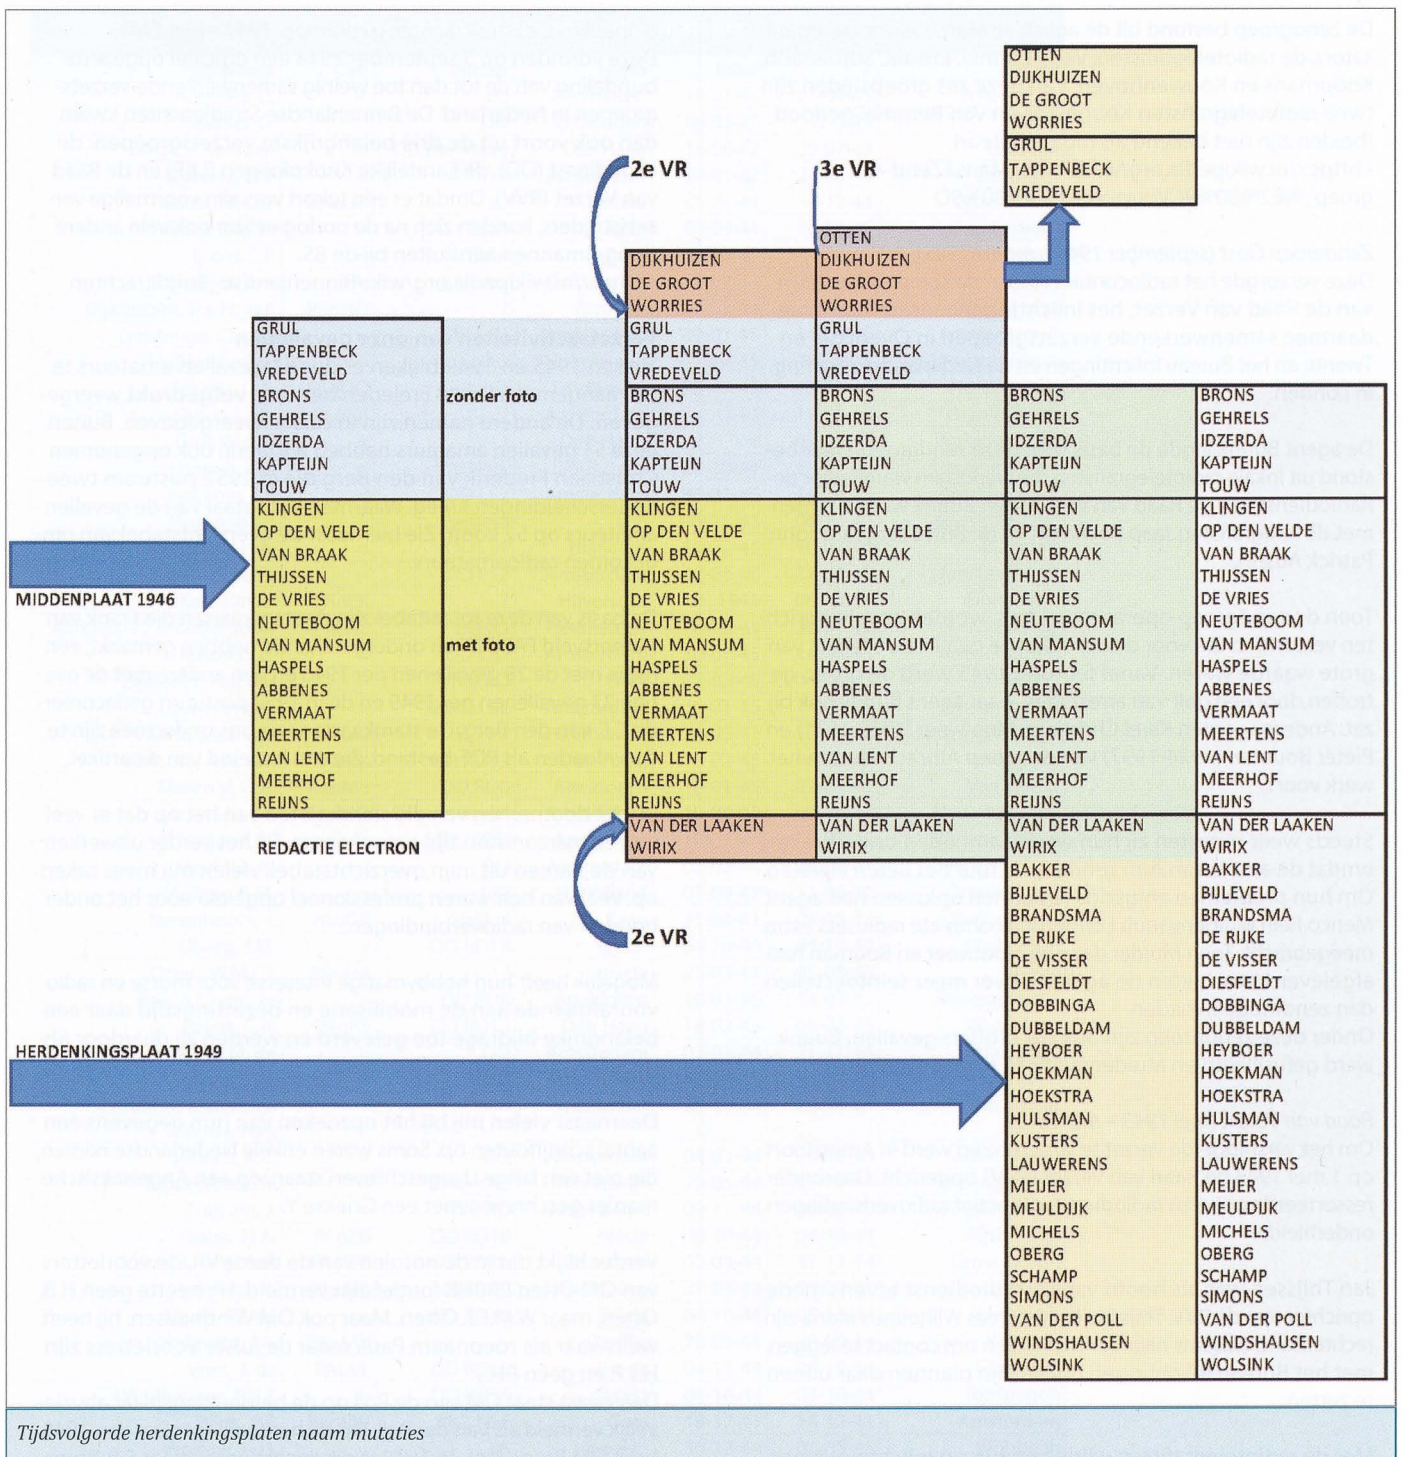 OTTEN
DIJKHUIZEN
DE GROOT
WORRIES
GRUL
TAPPENBECK
VREDEVELD
2e VR
3e VR
MIDDENPLAAT 1946
GRUL
TAPPENBECK
VREDEVELD
BRONS
GEHRELS
IDZERDA
KAPTEIJN
TOUW
KLINGEN
OP DEN VELDE
VAN BRAAK
THIJSSEN
DE VRIES
NEUTEBOOM
VAN MANSUM
HASPELS
ABBENES
VERMAAT
MEERTENS
VAN LENT
MEERHOF
REIJNS
REDACTIE ELECTRON
zonder foto
met foto
DIJKHUIZEN
DE GROOT
WORRIES
GRUL
TAPPENBECK
VREDEVELD
BRONS
GEHRELS
IDZERDA
KAPTEIJN
TOUW
KLINGEN
OP DEN VELDE
VAN BRAAK
THIJSSEN
DE VRIES
NEUTEBOOM
VAN MANSUM
HASPELS
ABBENES
VERMAAT
MEERTENS
VAN LENT
MEERHOF
REIJNS
VAN DER LAAKEN
WIRIX
2e VR
OTTEN
DIJKHUIZEN
DE GROOT
WORRIES
GRUL
TAPPENBECK
VREDEVELD
BRONS
GEHRELS
IDZERDA
KAPTEIJN
TOUW
KLINGEN
OP DEN VELDE
VAN BRAAK
THIJSSEN
DE VRIES
NEUTEBOOM
VAN MANSUM
HASPELS
ABBENES
VERMAAT
MEERTENS
VAN LENT
MEERHOF
REIJNS
VAN DER LAAKEN
WIRIX
HERDENKINGSPLAAT 1949
BRONS
GEHRELS
IDZERDA
KAPTEIJN
TOUW
KLINGEN
OP DEN VELDE
VAN BRAAK
THIJSSEN
DE VRIES
NEUTEBOOM
VAN MANSUM
HASPELS
ABBENES
VERMAAT
MEERTENS
VAN LENT
MEERHOF
REIJNS
VAN DER LAAKEN
WIRIX
BAKKER
BIJLEVELD
BRANDSMA
DE RIJKE
DE VISSER
DIESFELDT
DOBBINGA
DUBBELDAM
HEYBOER
HOEKMAN
HOEKSTRA
HULSMAN
KUSTERS
LAUWERENS
MEIJER
MEULDIJK
MICHELS
OBERG
SCHAMP
SIMONS
VAN DER POLL
WINDSHAUSEN
WOLSINK
BRONS
GEHRELS
IDZERDA
KAPTEIJN
TOUW
KLINGEN
OP DEN VELDE
VAN BRAAK
THIJSSEN
DE VRIES
NEUTEBOOM
VAN MANSUM
HASPELS
ABBENES
VERMAAT
MEERTENS
VAN LENT
MEERHOF
REIJNS
VAN DER LAAKEN
WIRIX
BAKKER
BIJLEVELD
BRANDSMA
DE RIJKE
DE VISSER
DIESFELDT
DOBBINGA
DUBBELDAM
HEYBOER
HOEKMAN
HOEKSTRA
HULSMAN
KUSTERS
LAUWERENS
MEIJER
MEULDIJK
MICHELS
OBERG
SCHAMP
SIMONS
VAN DER POLL
WINDSHAUSEN
WOLSINK
Tijdsvolgorde herdenkingsplaten naam mutaties